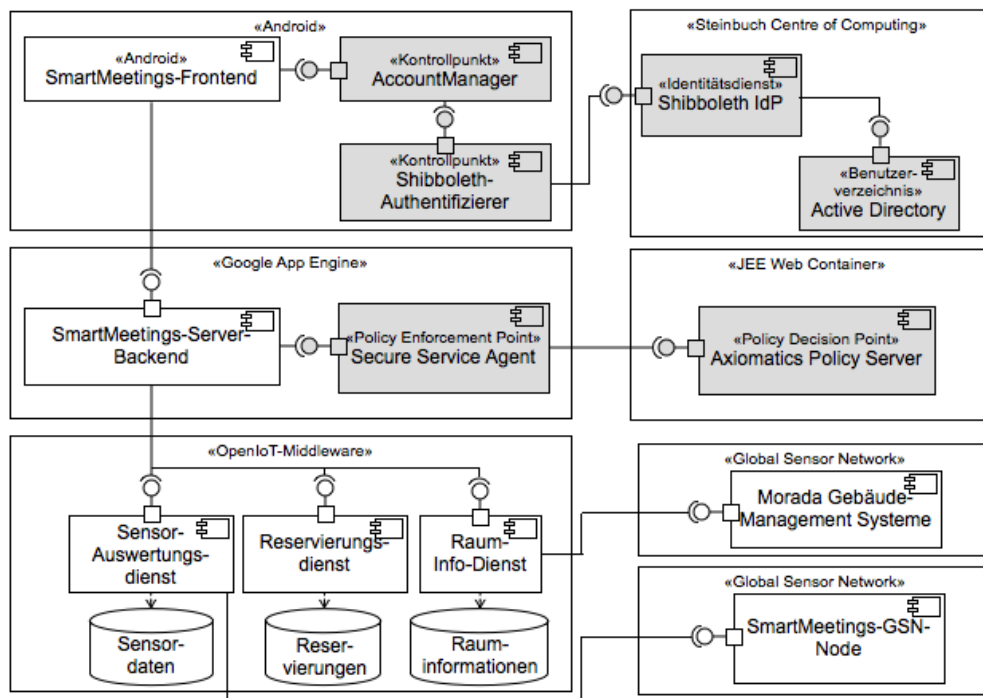 «Android»
«Android»
SmartMeetings-Frontend
«Kontrollpunkt»
AccountManager
«Kontrollpunkt»
Shibboleth-
Authentifizierer
«Steinbuch Centre of Computing»
«Identitätsdienst»
Shibboleth IdP
«Benutzer-
verzeichnis»
Active Directory
«Google App Engine»
SmartMeetings-Server-
Backend
«Policy Enforcement Point»
Secure Service Agent
«JEE Web Container»
«Policy Decision Point»
Axiomatics Policy Server
«OpenIoT-Middleware»
Sensor-
Auswertungs-
dienst
Reservierungs-
dienst
Raum-
Info-Dienst
Sensor-
daten
Reser-
vierungen
Raum-
informationen
«Global Sensor Network»
Morada Gebäude-
Management Systeme
«Global Sensor Network»
SmartMeetings-GSN-
Node